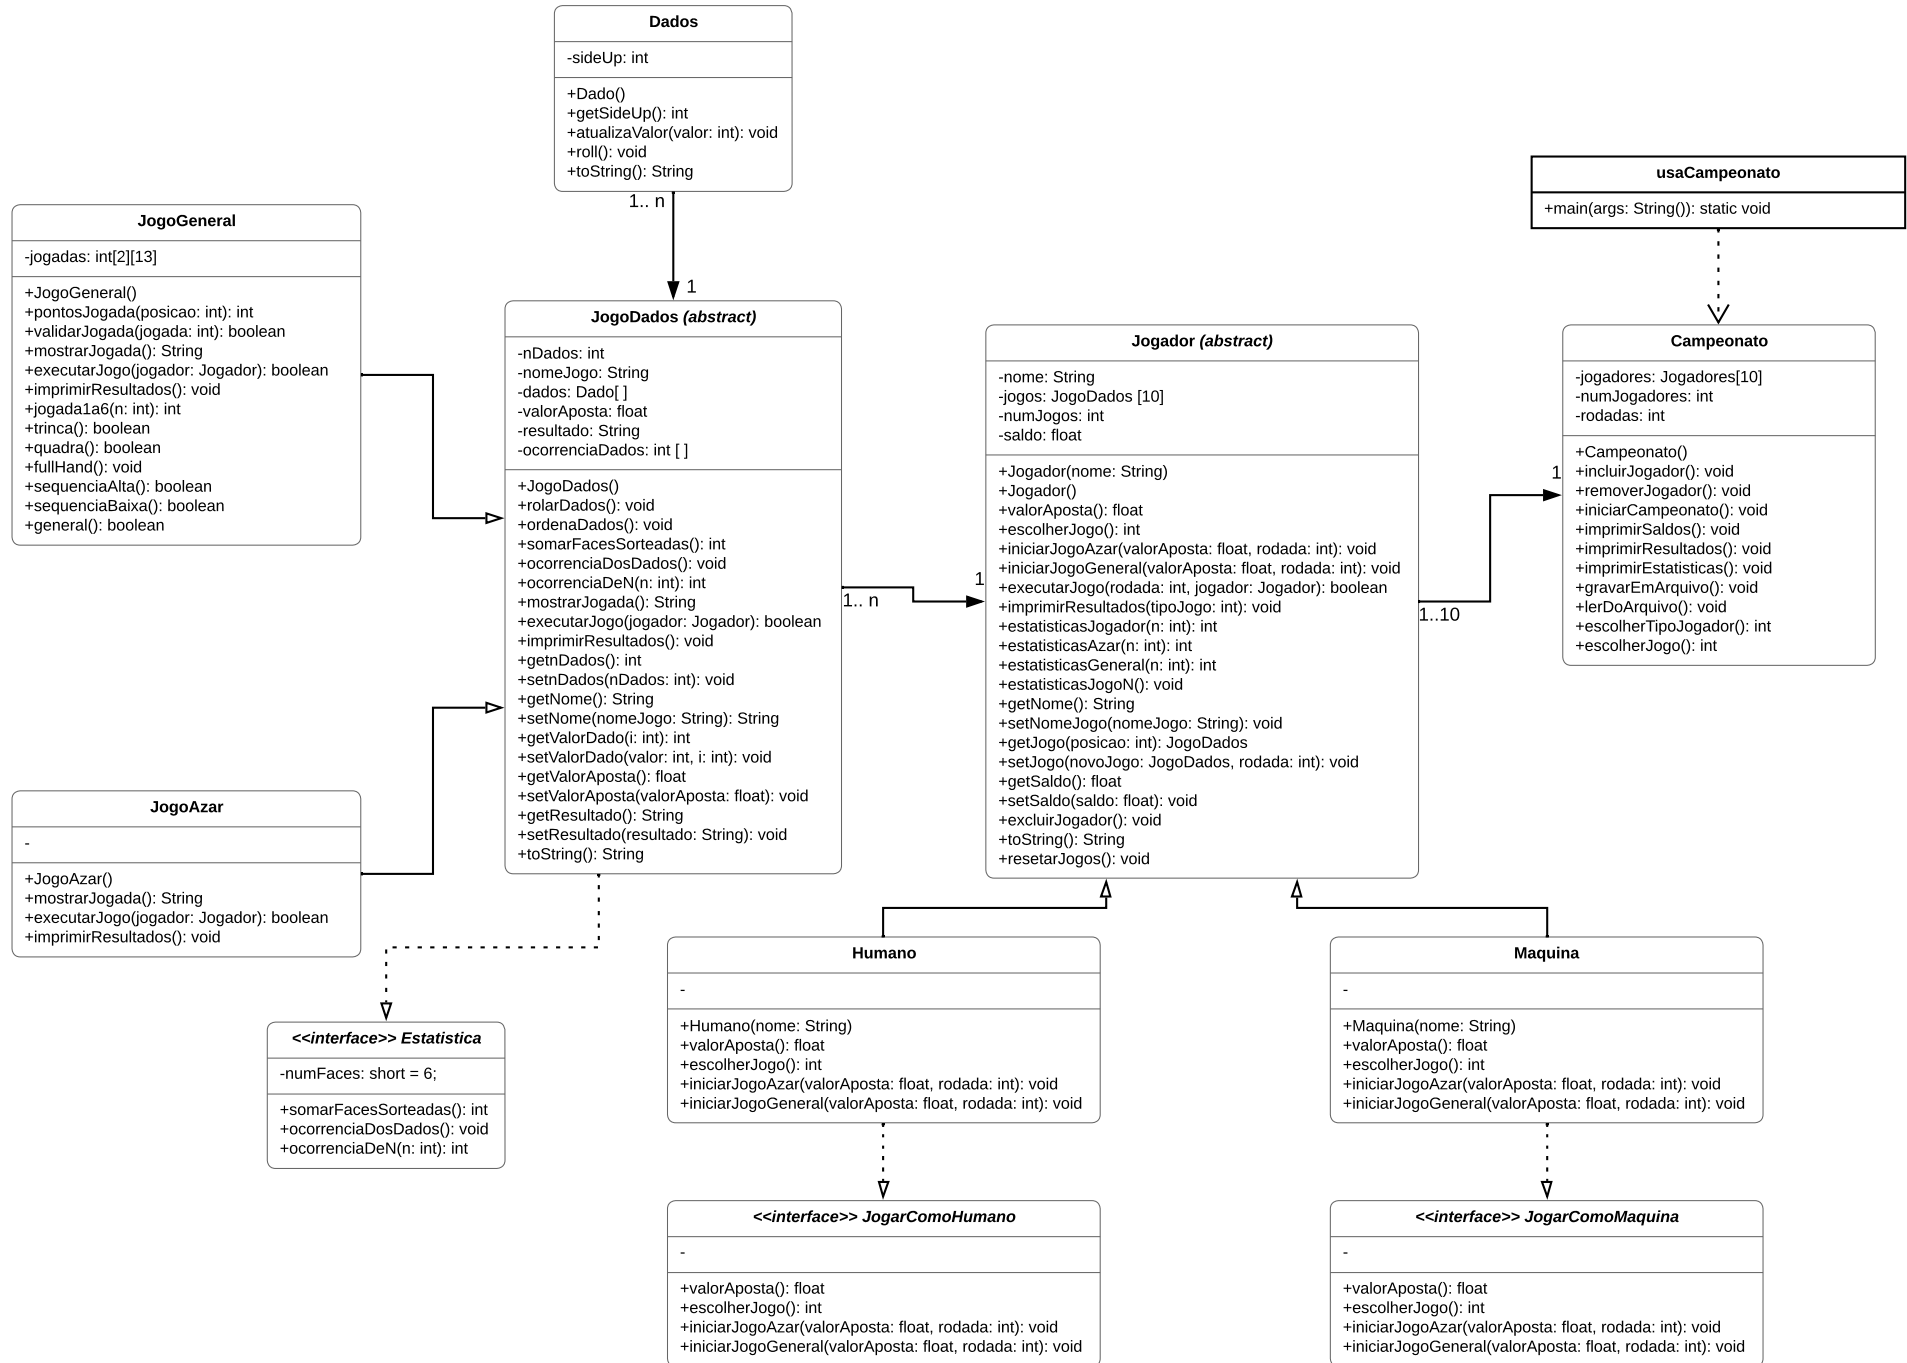 Dados
-sideUp: int
+Dado()
+getSideUp(): int
+atualizaValor(valor: int): void
+roll(): void
+toString(): String
1.. n
1
JogoGeneral
-jogadas: int[2][13]
+JogoGeneral()
+pontosJogada(posicao: int): int
+validarJogada(jogada: int): boolean
+mostrarJogada(): String
+executarJogo(jogador: Jogador): boolean
+imprimirResultados(): void
+jogada1a6(n: int): int
+trinca(): boolean
+quadra(): boolean
+fullHand(): void
+sequenciaAlta(): boolean
+sequenciaBaixa(): boolean
+general(): boolean
JogoDados (abstract)
-nDados: int
-nomeJogo: String
-dados: Dado[ ]
-valorAposta: float
-resultado: String
-ocorrenciaDados: int [ ]
+JogoDados()
+rolarDados(): void
+ordenaDados(): void
+somarFacesSorteadas(): int
+ocorrenciaDosDados(): void
+ocorrenciaDeN(n: int): int
+mostrarJogada(): String
+executarJogo(jogador: Jogador): boolean
+imprimirResultados(): void
+getnDados(): int
+setnDados(nDados: int): void
+getNome(): String
+setNome(nomeJogo: String): String
+getValorDado(i: int): int
+setValorDado(valor: int, i: int): void
+getValorAposta(): float
+setValorAposta(valorAposta: float): void
+getResultado(): String
+setResultado(resultado: String): void
+toString(): String
1.. n
1
Jogador (abstract)
-nome: String
-jogos: JogoDados [10]
-numJogos: int
-saldo: float
+Jogador(nome: String)
+Jogador()
+valorAposta(): float
+escolherJogo(): int
+iniciarJogoAzar(valorAposta: float, rodada: int): void
+iniciarJogoGeneral(valorAposta: float, rodada: int): void
+executarJogo(rodada: int, jogador: Jogador): boolean
+imprimirResultados(tipoJogo: int): void
+estatisticasJogador(n: int): int
+estatisticasAzar(n: int): int
+estatisticasGeneral(n: int): int
+estatisticasJogoN(): void
+getNome(): String
+setNomeJogo(nomeJogo: String): void
+getJogo(posicao: int): JogoDados
+setJogo(novoJogo: JogoDados, rodada: int): void
+getSaldo(): float
+setSaldo(saldo: float): void
+excluirJogador(): void
+toString(): String
+resetarJogos(): void
1..10
1
usaCampeonato
+main(args: String()): static void
Campeonato
-jogadores: Jogadores[10]
-numJogadores: int
-rodadas: int
+Campeonato()
+incluirJogador(): void
+removerJogador(): void
+iniciarCampeonato(): void
+imprimirSaldos(): void
+imprimirResultados(): void
+imprimirEstatisticas(): void
+gravarEmArquivo(): void
+lerDoArquivo(): void
+escolherTipoJogador(): int
+escolherJogo(): int
JogoAzar
-
+JogoAzar()
+mostrarJogada(): String
+executarJogo(jogador: Jogador): boolean
+imprimirResultados(): void
<<interface>> Estatistica
-numFaces: short = 6;
+somarFacesSorteadas(): int
+ocorrenciaDosDados(): void
+ocorrenciaDeN(n: int): int
Humano
-
+Humano(nome: String)
+valorAposta(): float
+escolherJogo(): int
+iniciarJogoAzar(valorAposta: float, rodada: int): void
+iniciarJogoGeneral(valorAposta: float, rodada: int): void
Maquina
-
+Maquina(nome: String)
+valorAposta(): float
+escolherJogo(): int
+iniciarJogoAzar(valorAposta: float, rodada: int): void
+iniciarJogoGeneral(valorAposta: float, rodada: int): void
<<interface>> JogarComoHumano
-
+valorAposta(): float
+escolherJogo(): int
+iniciarJogoAzar(valorAposta: float, rodada: int): void
+iniciarJogoGeneral(valorAposta: float, rodada: int): void
<<interface>> JogarComoMaquina
-
+valorAposta(): float
+escolherJogo(): int
+iniciarJogoAzar(valorAposta: float, rodada: int): void
+iniciarJogoGeneral(valorAposta: float, rodada: int): void